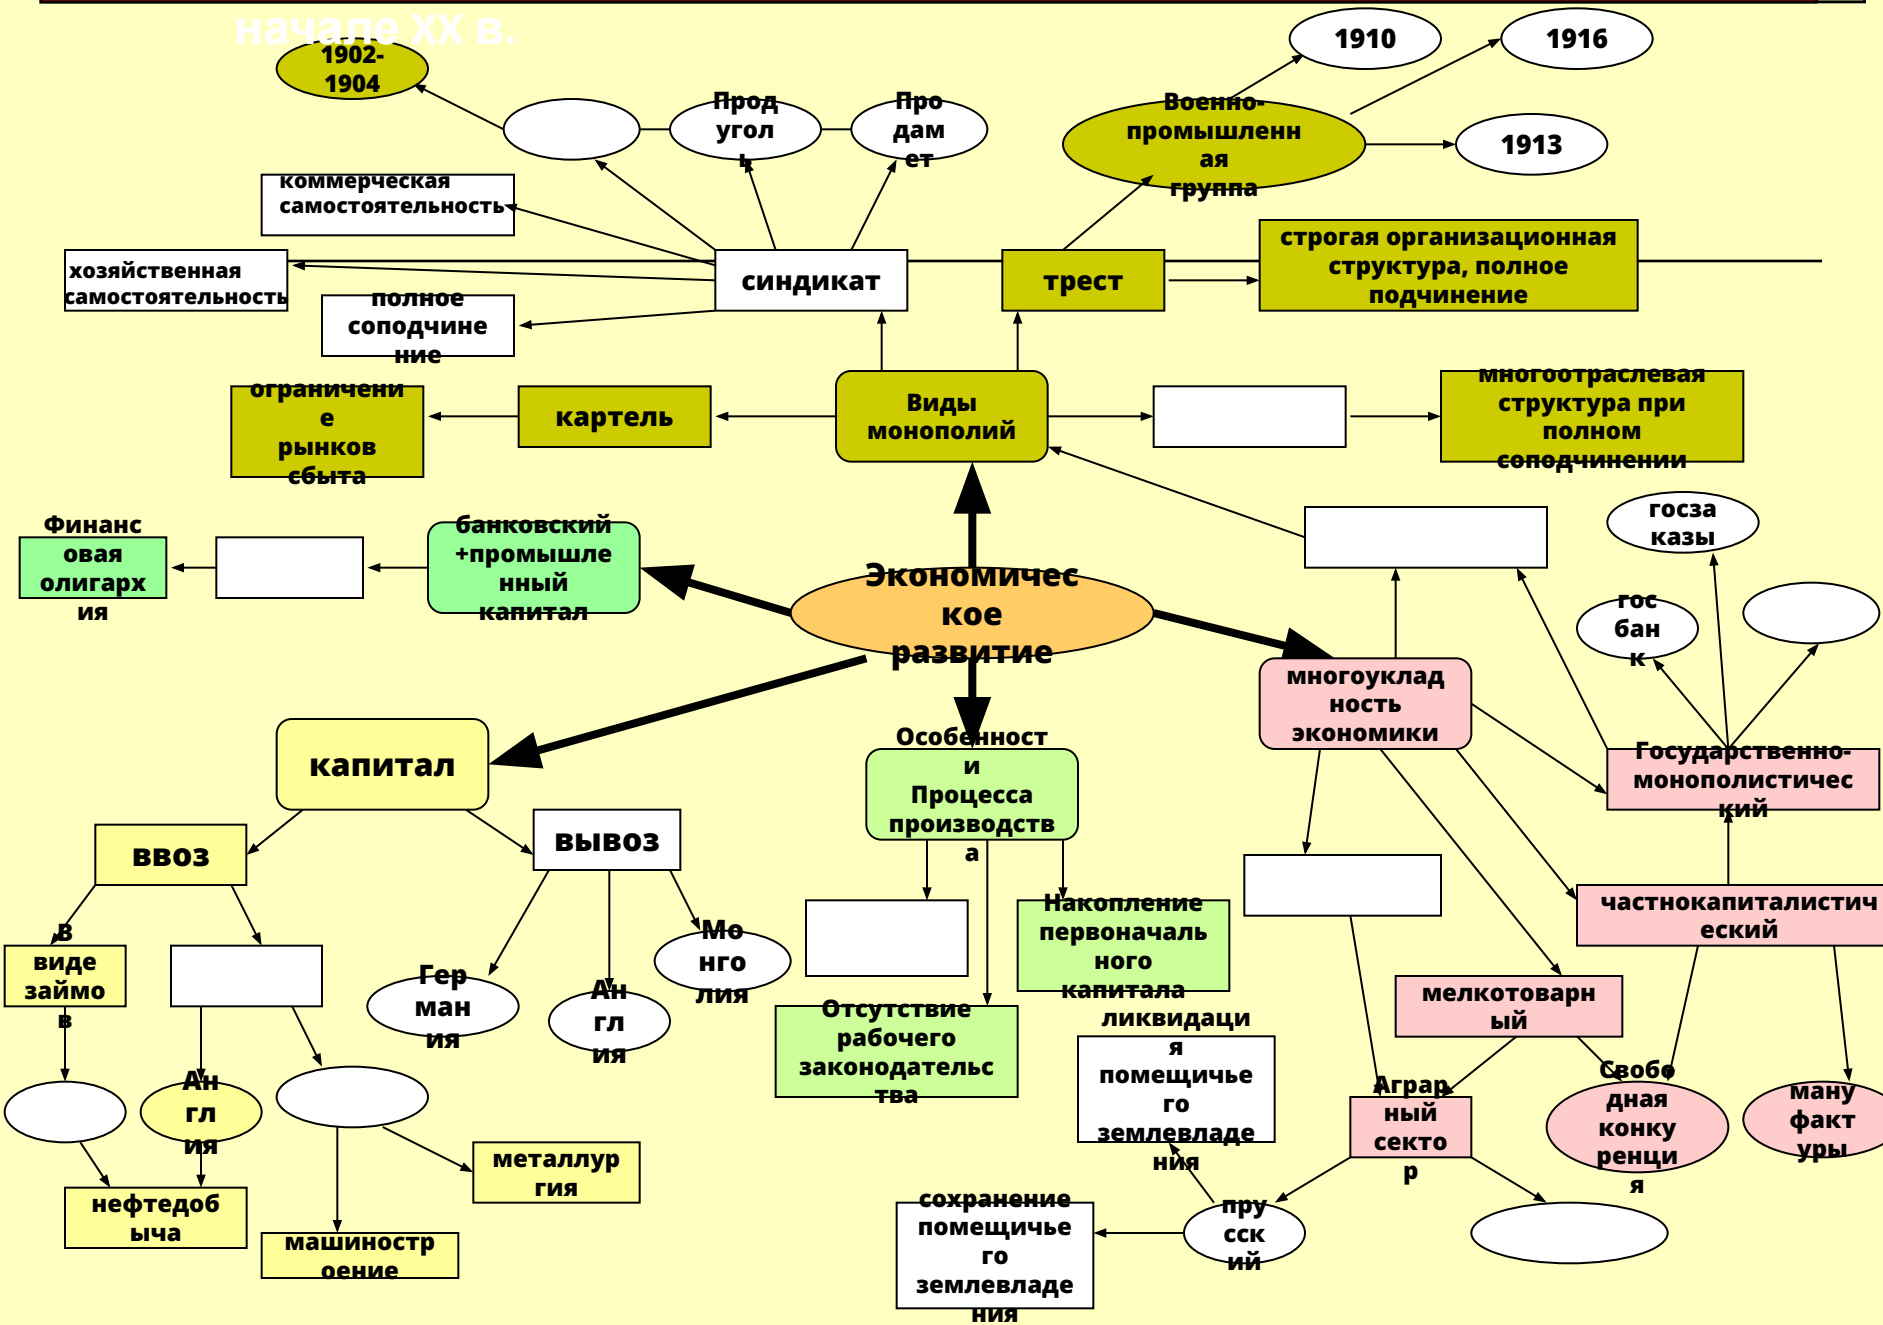 начале XX в.
1902-
1904
Прод
угол
ь
Про
дам
ет
1910
1916
Военно-
промышленн
ая
группа
1913
коммерческая
самостоятельность
хозяйственная
самостоятельность
полное
соподчине
ние
синдикат
трест
строгая организационная
структура, полное
подчинение
ограничени
е
рынков
сбыта
картель
Виды
монополий
многоотраслевая
структура при
полном
соподчинении
Финанс
овая
олигарх
ия
банковский
+промышле
нный
капитал
Экономичес
кое
развитие
госза
казы
гос
бан
к
многоуклад
ность
экономики
Государственно-
монополистичес
кий
капитал
Особенност
и
Процесса
производств
а
ввоз
вывоз
частнокапиталистич
еский
В
виде
займо
в
Гер
ман
ия
Ан
гл
ия
Мо
нго
лия
Накопление
первоначаль
ного
капитала
Отсутствие
рабочего
законодательс
тва
мелкотоварн
ый
ликвидаци
я
помещичье
го
землевладе
ния
Ан
гл
ия
Аграр
ный
секто
р
Свобо
дная
конку
ренци
я
ману
факт
уры
нефтедоб
ыча
металлур
гия
машиностр
оение
сохранение
помещичье
го
землевладе
ния
пру
сск
ий